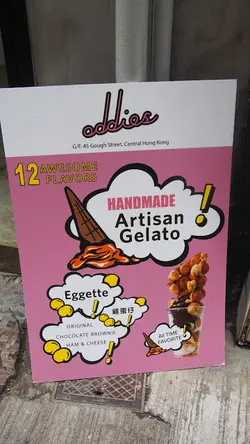 oddies
G/F, 45 Gough Street, Central Hong Kong
12 AWESOME
FLAVORS
HANDMADE
Artisan
Gelato!
Eggette
雞蛋仔
ORIGINAL
CHOCOLATE BROWNIE
HAM & CHEESE
All TIME
FAVORITE!